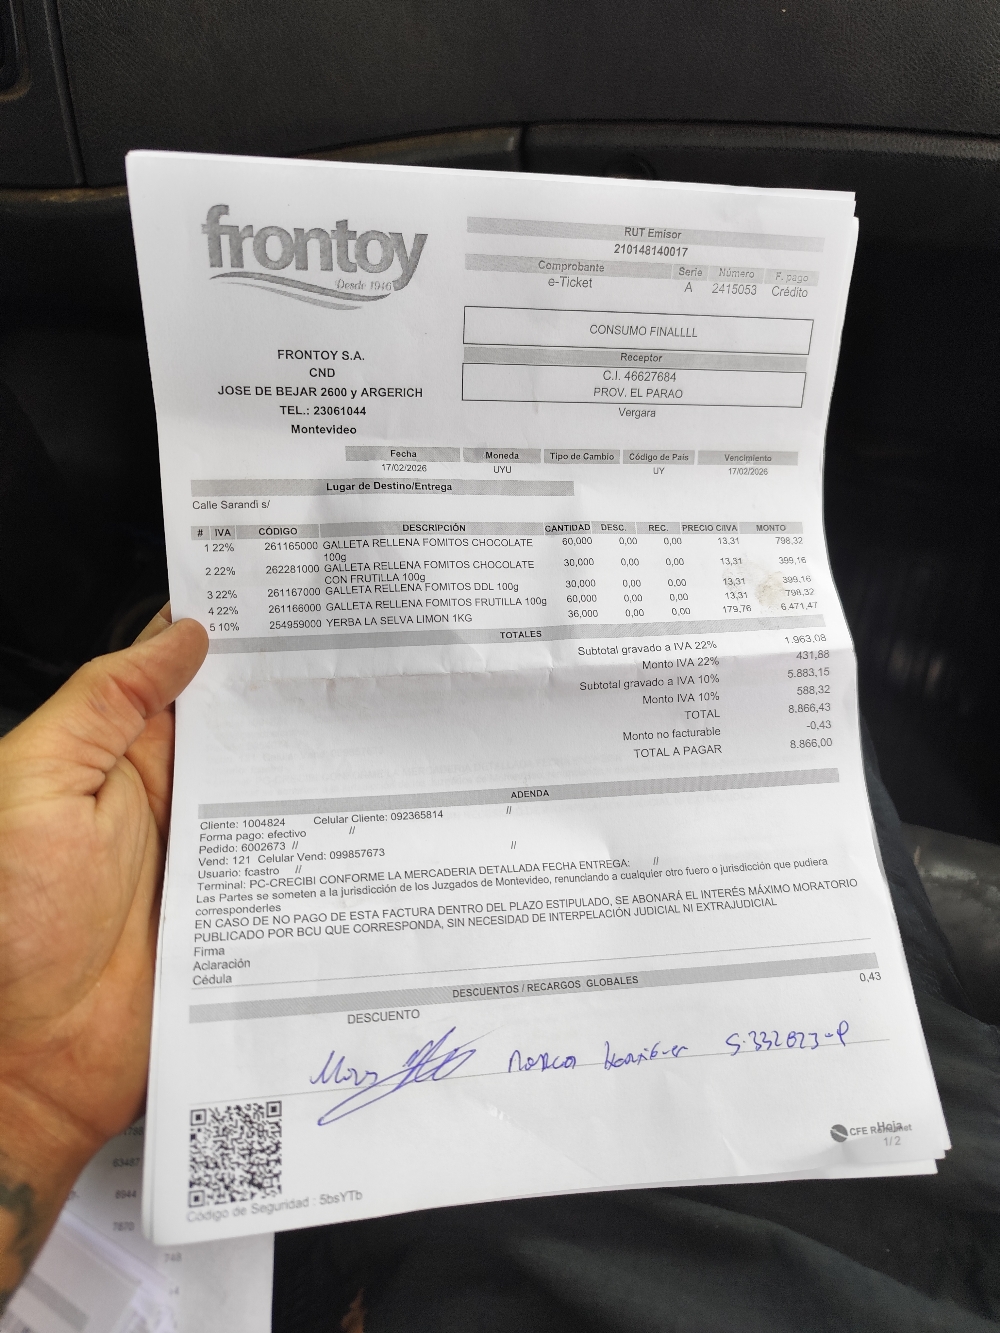 frontoy
Desde 1946
FRONTOY S.A.
CND
JOSE DE BEJAR 2600 y ARGERICH
TEL.: 23061044
Montevideo
RUT Emisor
210148140017
Comprobante Serie Número F. pago
e-Ticket A 2415053 Crédito
CONSUMO FINALLLL
Receptor
C.I. 46627684
PROV. EL PARAO
Vergara
Fecha Moneda Tipo de Cambio Código de País Vencimiento
17/02/2026 UYU UY 17/02/2026
Lugar de Destino/Entrega
Calle Sarandi s/
# IVA CÓDIGO DESCRIPCIÓN CANTIDAD DESC. REC. PRECIO C/IVA MONTO
1 22% 261165000 GALLETA RELLENA FOMITOS CHOCOLATE 60,000 0,00 0,00 13,31 798,32
100g
2 22% 262281000 GALLETA RELLENA FOMITOS CHOCOLATE 30,000 0,00 0,00 13,31 399,16
CON FRUTILLA 100g
3 22% 261167000 GALLETA RELLENA FOMITOS DDL 100g 30,000 0,00 0,00 13,31 399,16
4 22% 261166000 GALLETA RELLENA FOMITOS FRUTILLA 100g 60,000 0,00 0,00 13,31 798,32
5 10% 254959000 YERBA LA SELVA LIMON 1KG 36,000 0,00 0,00 179,76 6.471,47
TOTALES
Subtotal gravado a IVA 22% 1.963,08
Monto IVA 22% 431,88
Subtotal gravado a IVA 10% 5.883,15
Monto IVA 10% 588,32
TOTAL 8.866,43
Monto no facturable -0,43
TOTAL A PAGAR 8.866,00
ADENDA
Cliente: 1004824 Celular Cliente: 092365814 //
Forma pago: efectivo //
Pedido: 6002673 //
Vend: 121 Celular Vend: 099857673 //
Usuario: fcastro //
Terminal: PC-CRECIBI CONFORME LA MERCADERIA DETALLADA FECHA ENTREGA: //
Las Partes se someten a la jurisdicción de los Juzgados de Montevideo, renunciando a cualquier otro fuero o jurisdicción que pudiera
corresponderles
EN CASO DE NO PAGO DE ESTA FACTURA DENTRO DEL PLAZO ESTIPULADO, SE ABONARÁ EL INTERÉS MÁXIMO MORATORIO
PUBLICADO POR BCU QUE CORRESPONDA, SIN NECESIDAD DE INTERPELACIÓN JUDICIAL NI EXTRAJUDICIAL
Firma
Aclaración
Cédula
DESCUENTOS / RECARGOS GLOBALES
DESCUENTO 0,43
Código de Seguridad : 5bsYTb
CFE
Hoja
1/ 2
63467
8944
7870